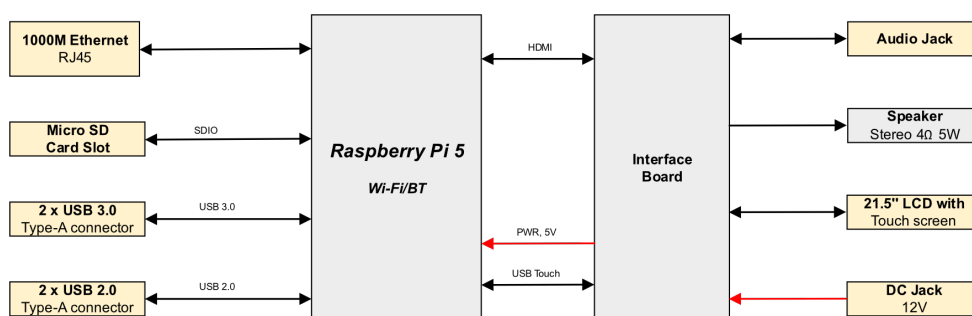 1000M Ethernet
RJ45
Micro SD
Card Slot
SDIO
2 x USB 3.0
Type-A connector
USB 3.0
2 x USB 2.0
Type-A connector
USB 2.0
Raspberry Pi 5
Wi-Fi/BT
HDMI
PWR, 5V
USB Touch
Interface
Board
Audio Jack
Speaker
Stereo 4Ω 5W
21.5" LCD with
Touch screen
DC Jack
12V